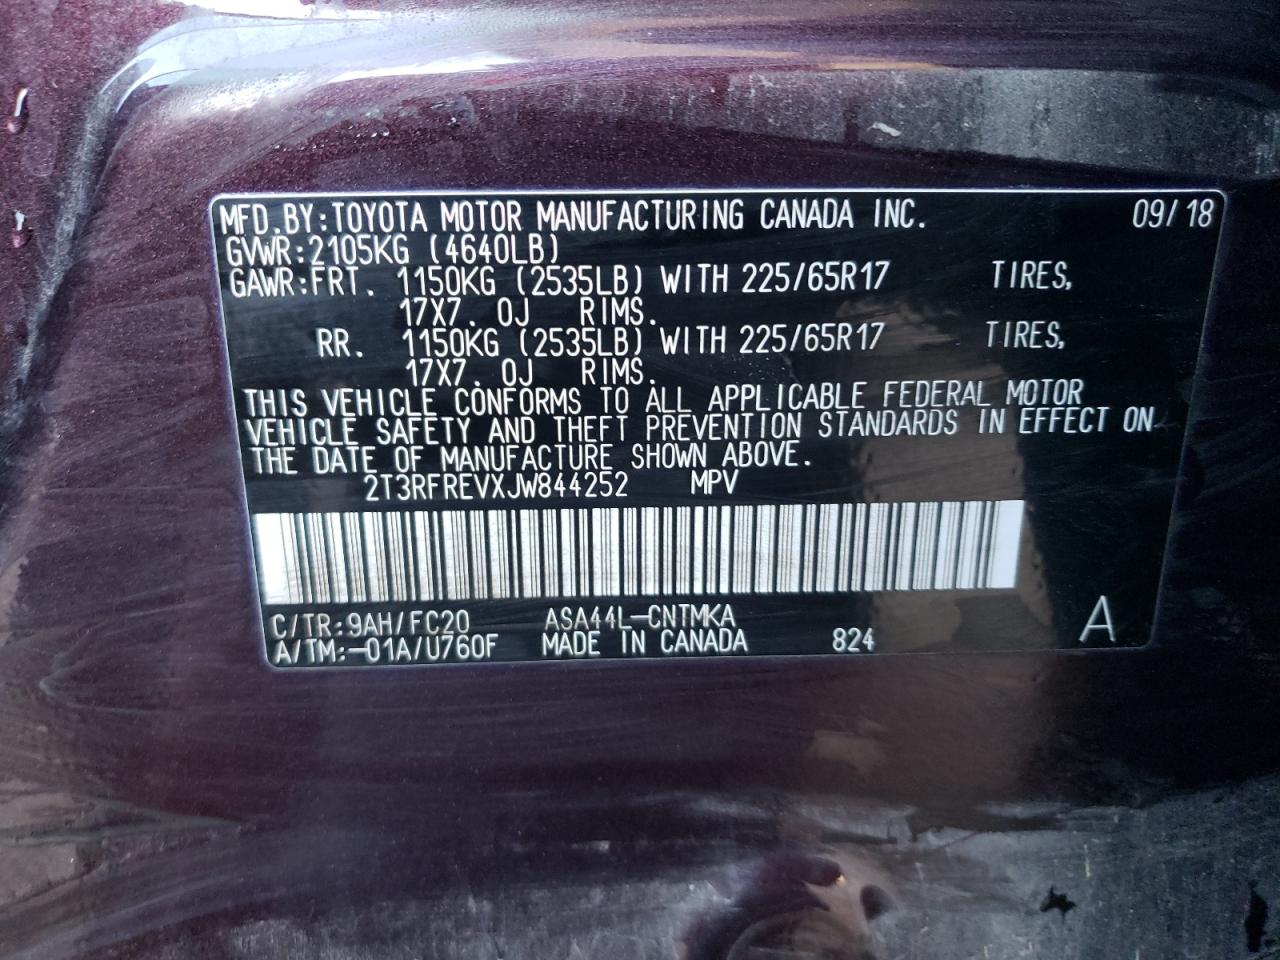 MFD.BY:TOYOTA MOTOR MANUFACTURING CANADA INC. 09/18
GVWR:2105KG (4640LB)
GAWR:FRT. 1150KG (2535LB) WITH 225/65R17 TIRES,
17X7.0J RIMS.
RR. 1150KG (2535LB) WITH 225/65R17 TIRES,
17X7.0J RIMS.
THIS VEHICLE CONFORMS TO ALL APPLICABLE FEDERAL MOTOR
VEHICLE SAFETY AND THEFT PREVENTION STANDARDS IN EFFECT ON
THE DATE OF MANUFACTURE SHOWN ABOVE.
2T3RFREVXJW844252 MPV
C/TR:9AH/FC20 ASA44L-CNTMKA
A/TM:-01A/U760F MADE IN CANADA 824 A